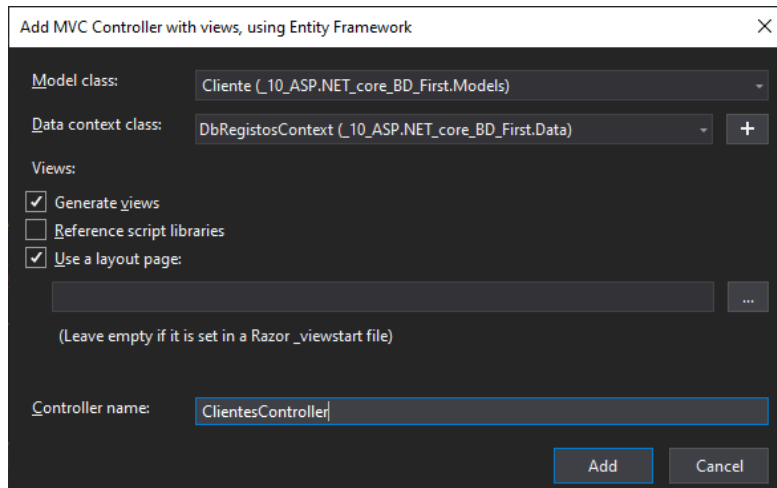 Add MVC Controller with views, using Entity Framework
Model class:
Cliente (_10_ASP.NET_core_BD_First.Models)
Data context class:
DbRegistosContext (_10_ASP.NET_core_BD_First.Data)
+
Views:
Generate views
Reference script libraries
Use a layout page:
...
(Leave empty if it is set in a Razor _viewstart file)
Controller name:
ClientesController
Add
Cancel